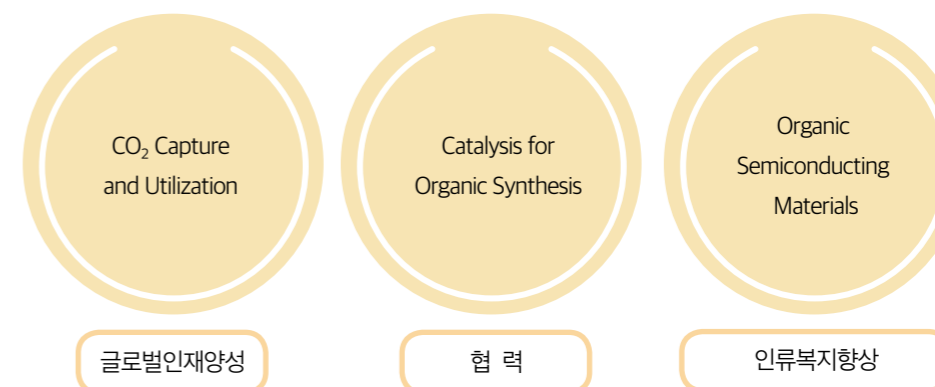 CO₂ Capture
and Utilization
Catalysis for
Organic Synthesis
Organic
Semiconducting
Materials
글로벌인재양성
협 력
인류복지향상